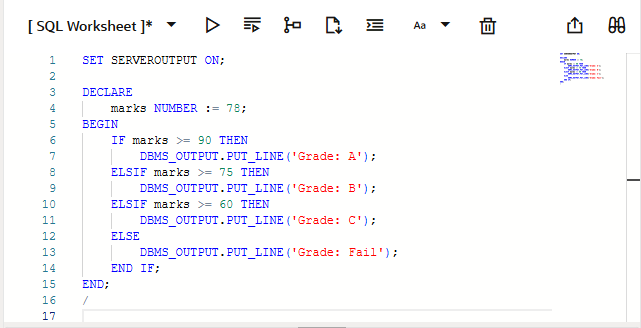 [ SQL Worksheet ]*
Aa
1 SET SERVEROUTPUT ON;
2
3 DECLARE
4     marks NUMBER := 78;
5 BEGIN
6     IF marks >= 90 THEN
7         DBMS_OUTPUT.PUT_LINE('Grade: A');
8     ELSIF marks >= 75 THEN
9         DBMS_OUTPUT.PUT_LINE('Grade: B');
10     ELSIF marks >= 60 THEN
11         DBMS_OUTPUT.PUT_LINE('Grade: C');
12     ELSE
13         DBMS_OUTPUT.PUT_LINE('Grade: Fail');
14     END IF;
15 END;
16 /
17